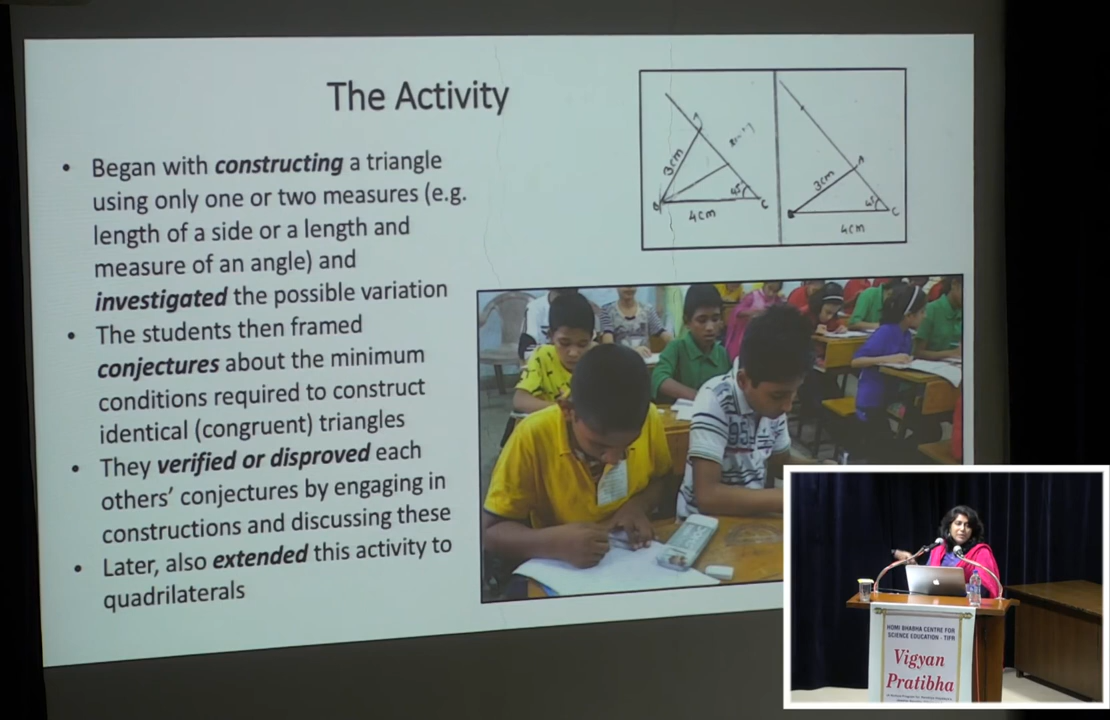 The Activity
• Began with constructing a triangle
using only one or two measures (e.g.
length of a side or a length and
measure of an angle) and
investigated the possible variation
• The students then framed
conjectures about the minimum
conditions required to construct
identical (congruent) triangles
• They verified or disproved each
others' conjectures by engaging in
constructions and discussing these
• Later, also extended this activity to
quadrilaterals
3cm
45
C
4cm
A
3cm
45
C
4cm
HOMI BHABHA CENTRE FOR
SCIENCE EDUCATION - TIFR
Vigyan
Pratibha